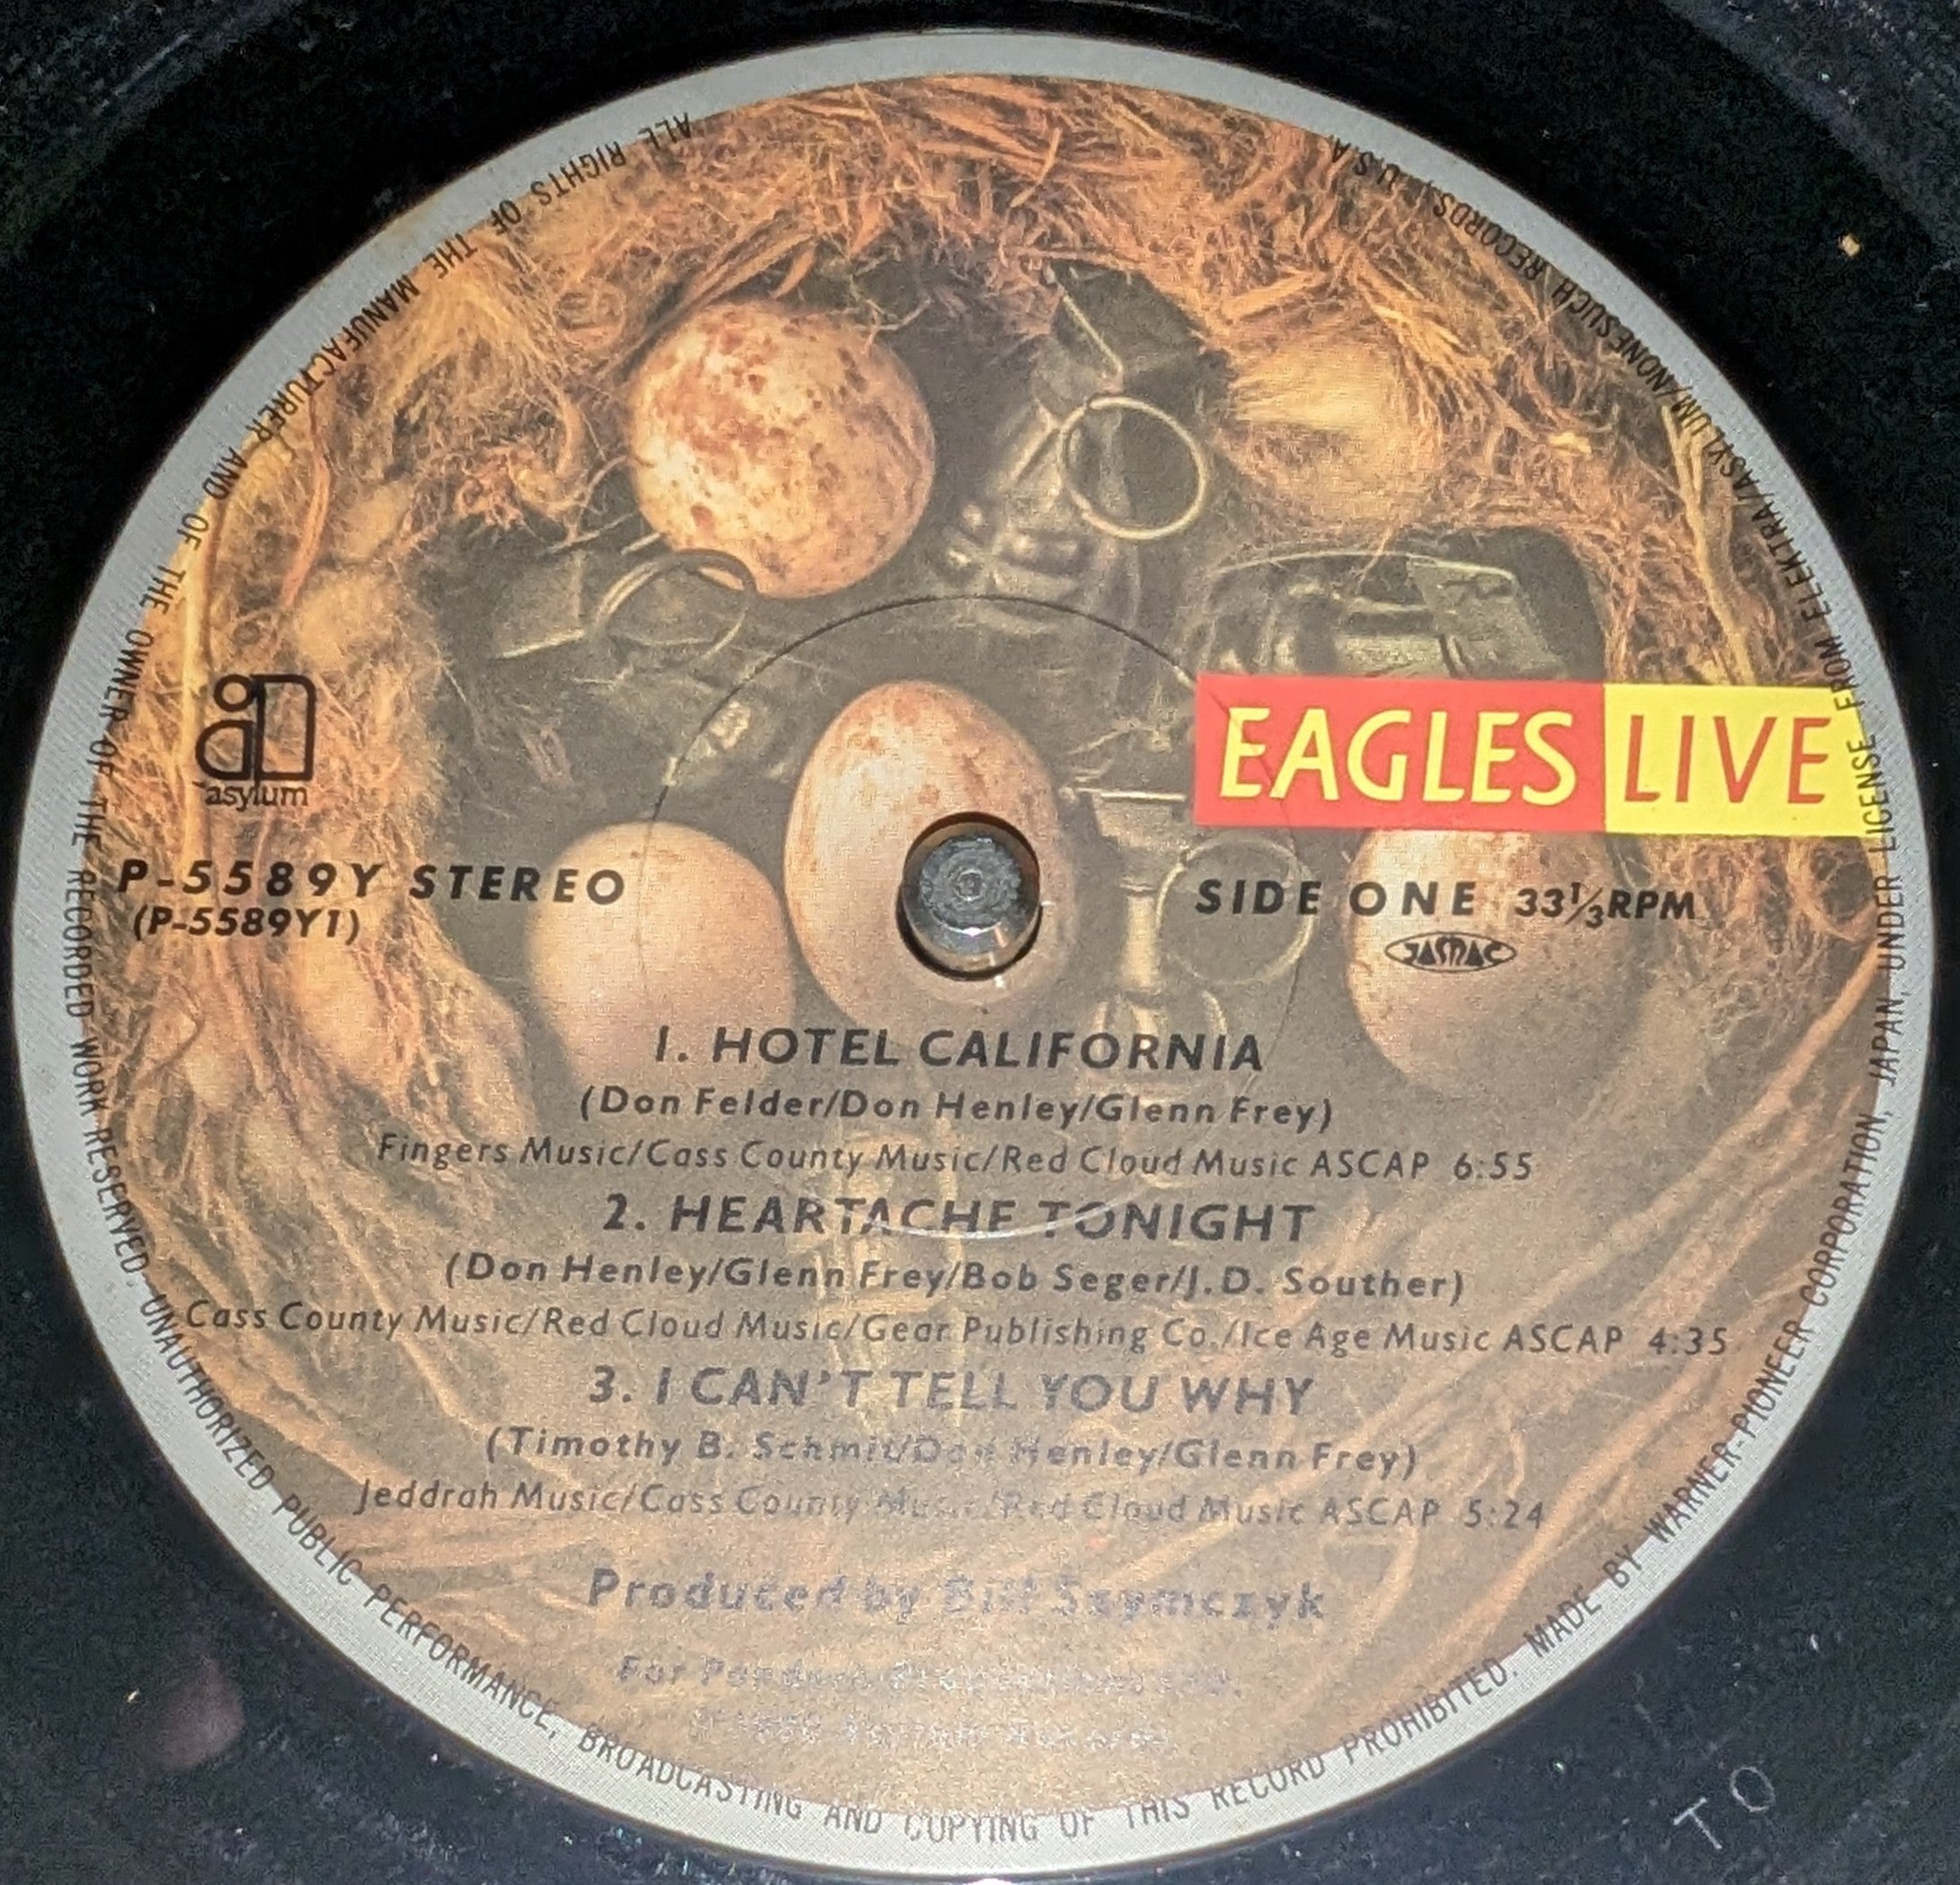 ALL RIGHTS OF THE MANUFACTURER AND OF THE OWNER OF THE RECORDED WORK RESERVED. UNAUTHORIZED PUBLIC PERFORMANCE, BROADCASTING AND COPYING OF THIS RECORD PROHIBITED. MADE BY WARNER-PIONEER CORPORATION, JAPAN, UNDER LICENSE FROM ELEKTRA/ASYLUM/NONESUCH RECORDS, U.S.A.
asylum
EAGLES LIVE
P-5589Y STEREO
(P-5589Y1)
SIDE ONE 33⅓RPM
JASRAC
1. HOTEL CALIFORNIA
(Don Felder/Don Henley/Glenn Frey)
Fingers Music/Cass County Music/Red Cloud Music ASCAP 6:55
2. HEARTACHE TONIGHT
(Don Henley/Glenn Frey/Bob Seger/J.D. Souther)
Cass County Music/Red Cloud Music/Gear Publishing Co./Ice Age Music ASCAP 4:35
3. I CAN'T TELL YOU WHY
(Timothy B. Schmit/Don Henley/Glenn Frey)
Jeddrah Music/Cass County Music/Red Cloud Music ASCAP 5:24
Produced by Bill Szymczyk
For Pandora Productions Ltd.
TO